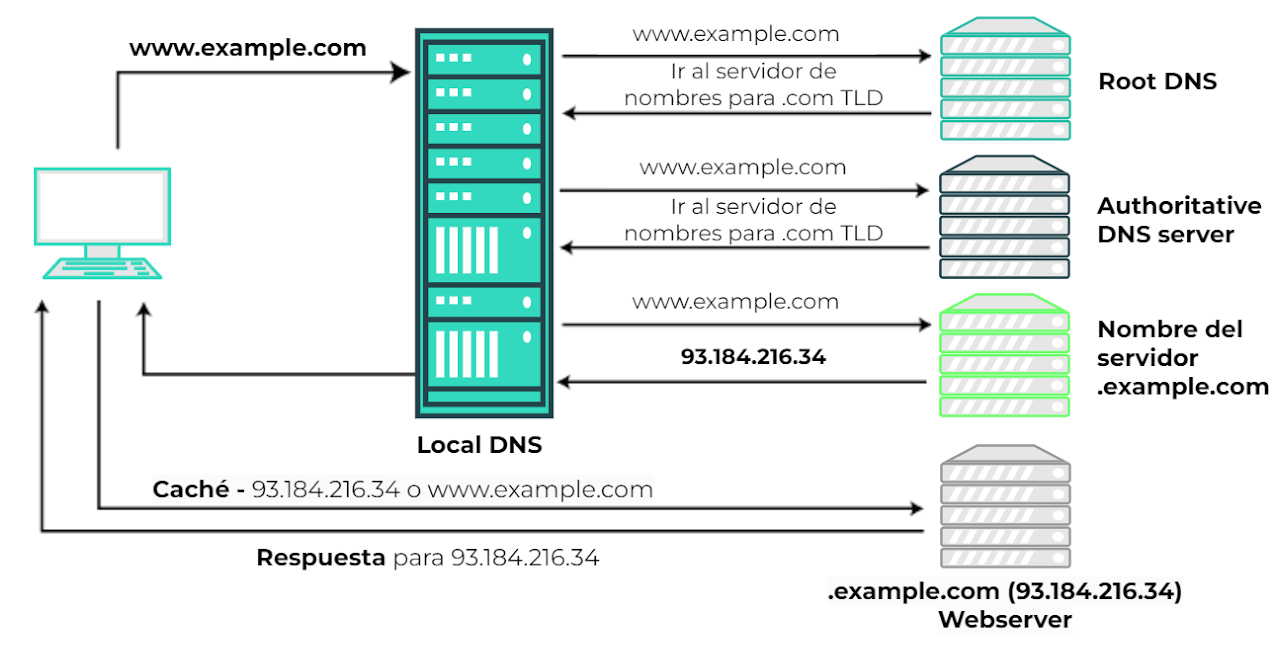 www.example.com
www.example.com
Ir al servidor de
nombres para .com TLD
Root DNS
www.example.com
Ir al servidor de
nombres para .com TLD
Authoritative
DNS server
www.example.com
93.184.216.34
Nombre del
servidor
.example.com
Local DNS
Caché - 93.184.216.34 o www.example.com
Respuesta para 93.184.216.34
.example.com (93.184.216.34)
Webserver